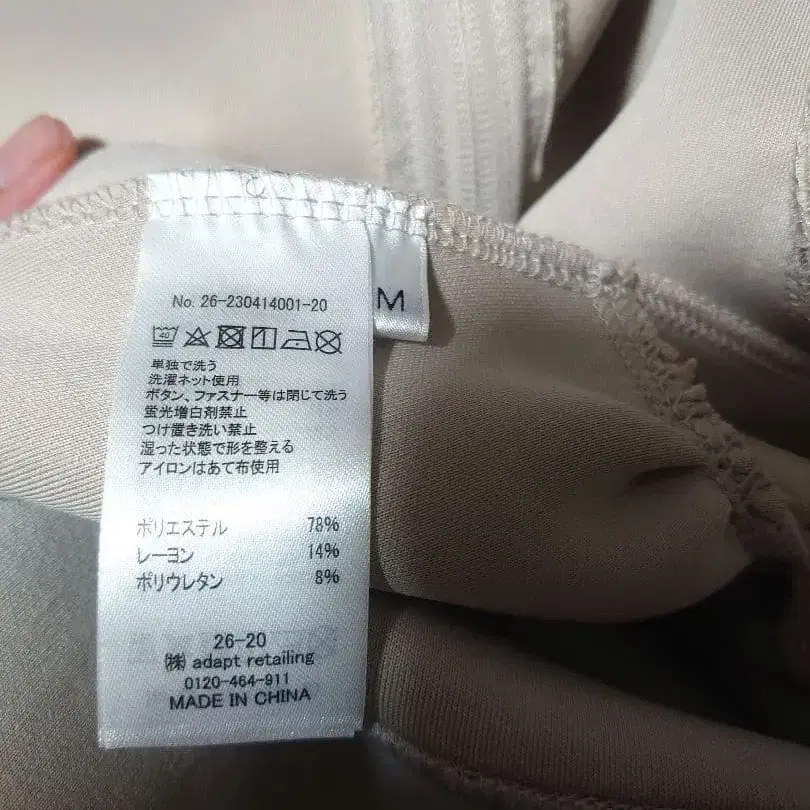 No. 26-230414001-20
M
40
単独で洗う
洗濯ネット使用
ボタン、ファスナー等は閉じて洗う
蛍光増白剤禁止
つけ置き洗い禁止
湿った状態で形を整える
アイロンはあて布使用
ポリエステル 78%
レーヨン 14%
ポリウレタン 8%
26-20
㈱ adapt retailing
0120-464-911
MADE IN CHINA